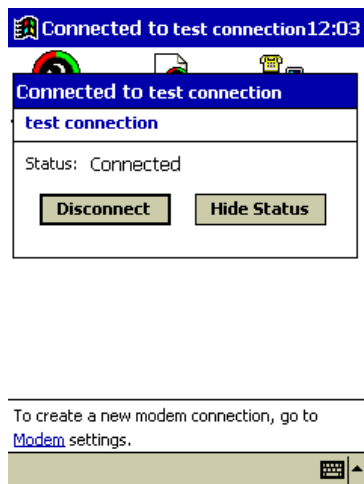 Connected to test connection 12:03
Connected to test connection
test connection
Status: Connected
Disconnect Hide Status
To create a new modem connection, go to
Modem settings.